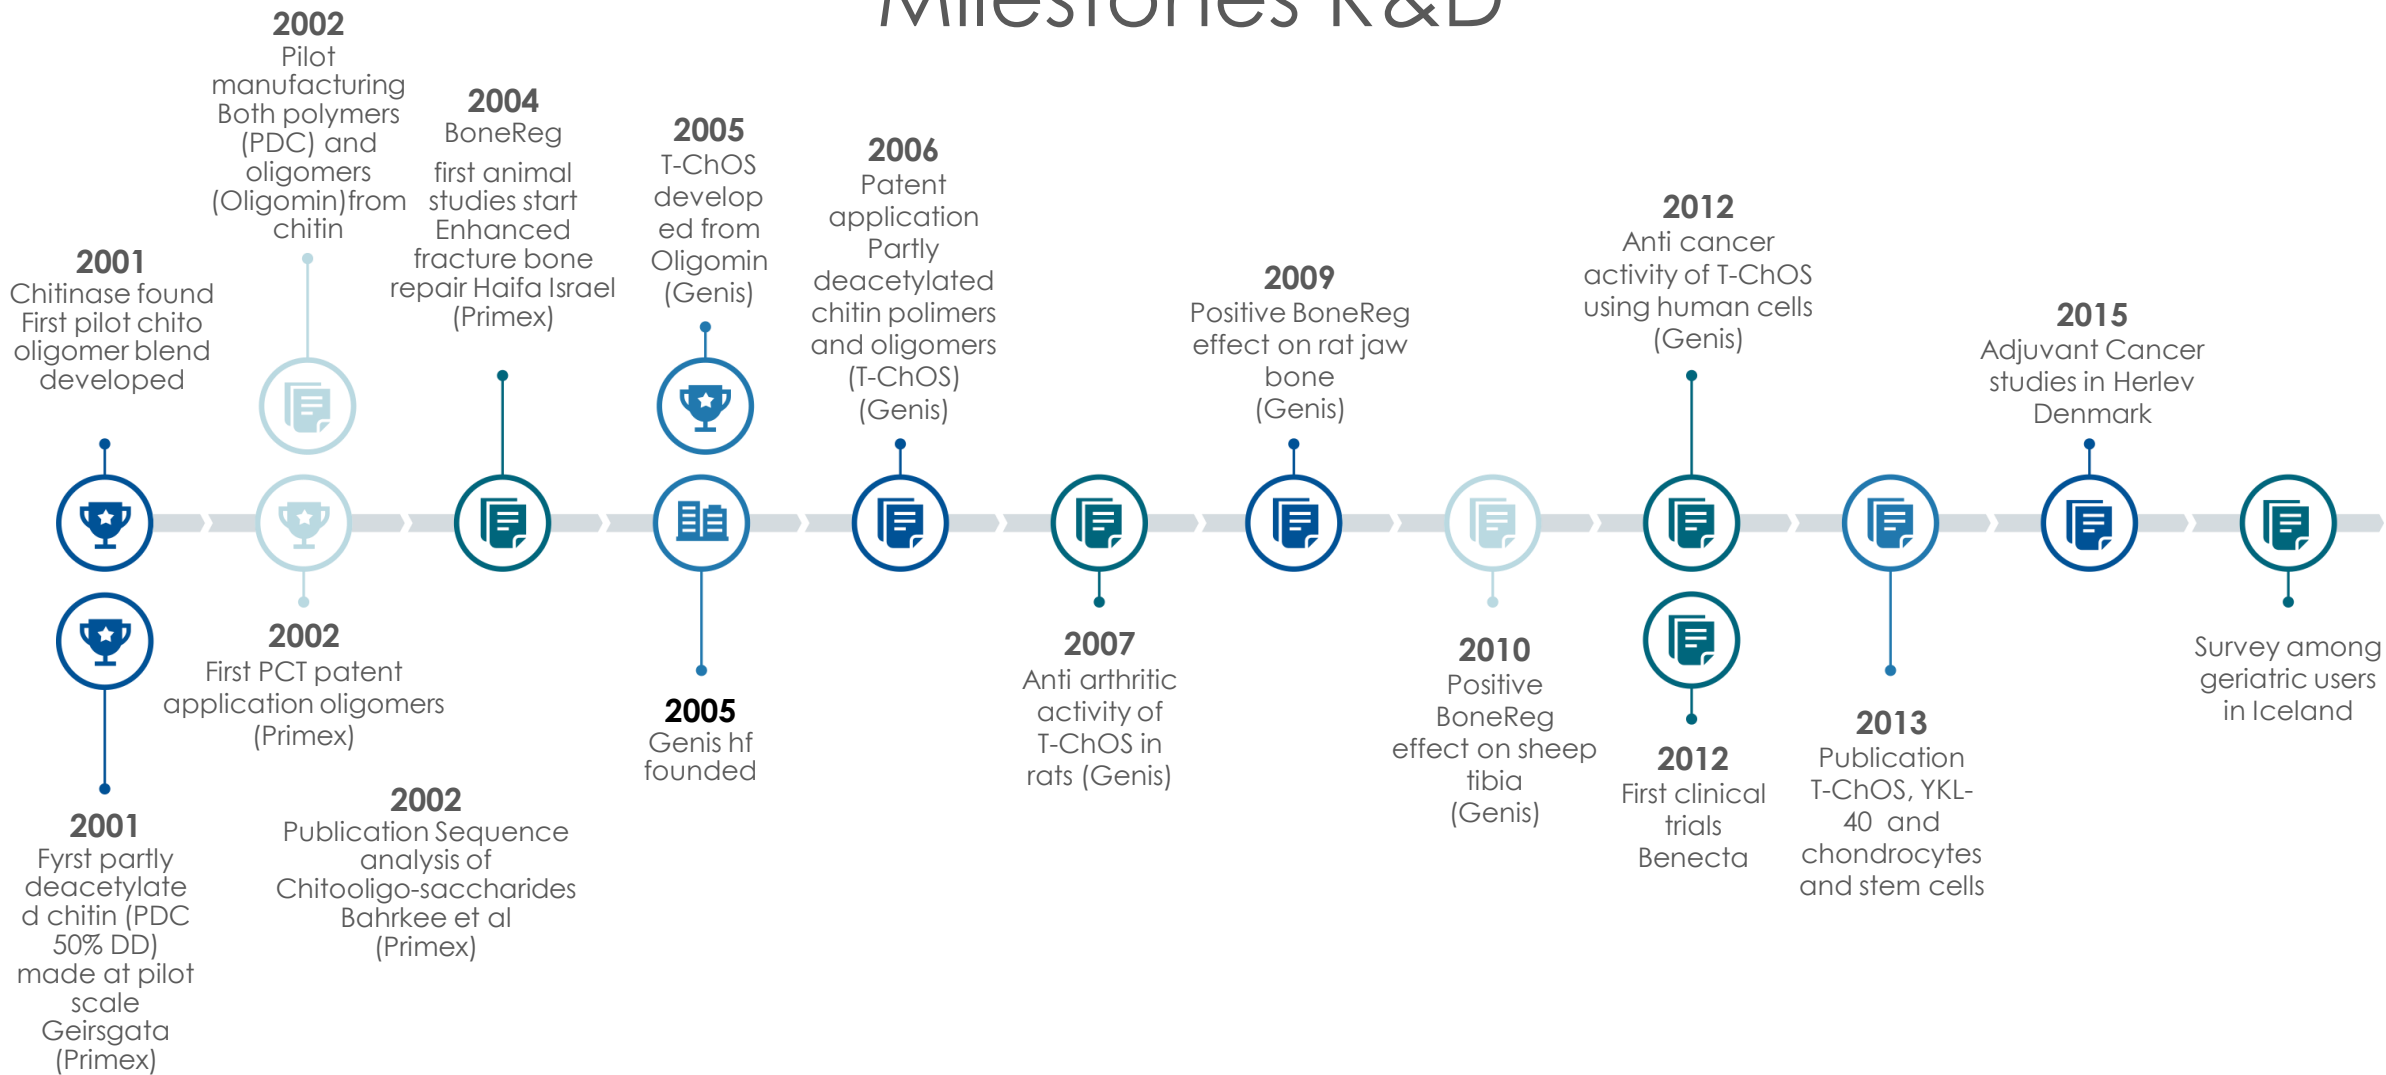 Milestones R&D
2001
Chitinase found
First pilot chito
oligomer blend
developed
2001
Fyrst partly
deacetylate
d chitin (PDC
50% DD)
made at pilot
scale
Geirsgata
(Primex)
2002
Pilot
manufacturing
Both polymers
(PDC) and
oligomers
(Oligomin)from
chitin
2002
First PCT patent
application oligomers
(Primex)
2002
Publication Sequence
analysis of
Chitooligo-saccharides
Bahrkee et al
(Primex)
2004
BoneReg
first animal
studies start
Enhanced
fracture bone
repair Haifa Israel
(Primex)
2005
T-ChOS
develop
ed from
Oligomin
(Genis)
2005
Genis hf
founded
2006
Patent
application
Partly
deacetylated
chitin polimers
and oligomers
(T-ChOS)
(Genis)
2007
Anti arthritic
activity of
T-ChOS in
rats (Genis)
2009
Positive BoneReg
effect on rat jaw
bone
(Genis)
2010
Positive
BoneReg
effect on sheep
tibia
(Genis)
2012
Anti cancer
activity of T-ChOS
using human cells
(Genis)
2012
First clinical
trials
Benecta
2013
Publication
T-ChOS, YKL-
40 and
chondrocytes
and stem cells
2015
Adjuvant Cancer
studies in Herlev
Denmark
Survey among
geriatric users
in Iceland